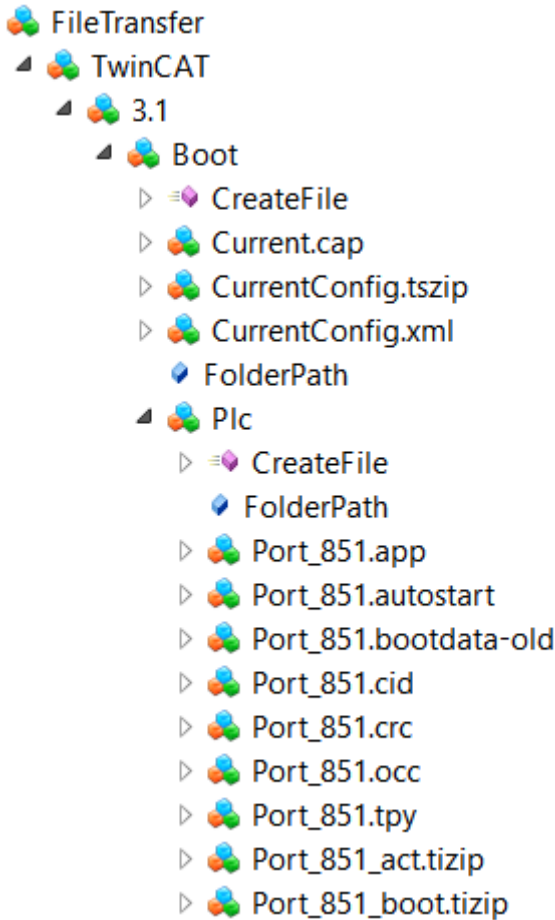 FileTransfer
TwinCAT
3.1
Boot
CreateFile
Current.cap
CurrentConfig.tszip
CurrentConfig.xml
FolderPath
Plc
CreateFile
FolderPath
Port_851.app
Port_851.autostart
Port_851.bootdata-old
Port_851.cid
Port_851.crc
Port_851.occ
Port_851.tpy
Port_851_act.tizip
Port_851_boot.tizip